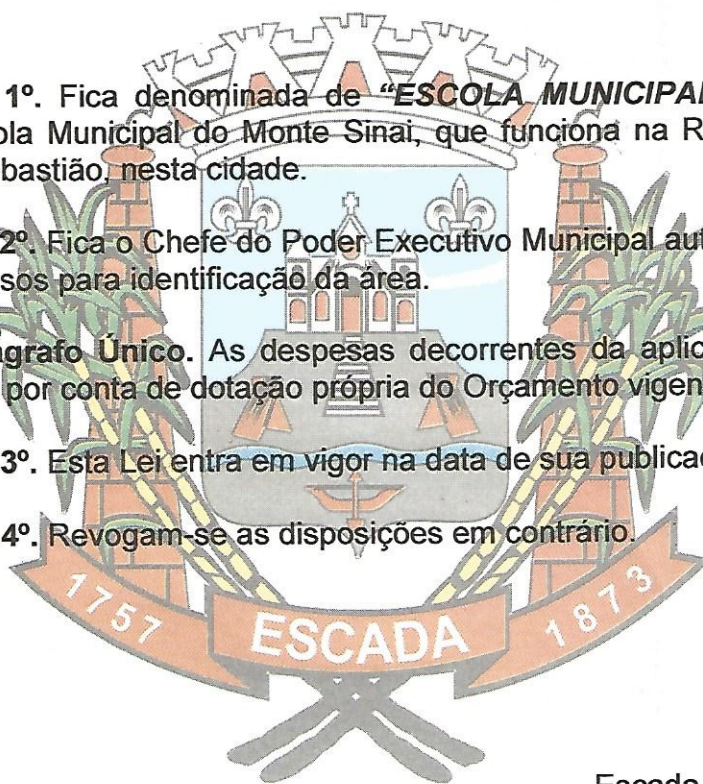 1º. Fica denominada de "ESCOLA MUNICIPAL
ola Municipal do Monte Sinai, que funciona na R
bastião, nesta cidade.
2º. Fica o Chefe do Poder Executivo Municipal aut
sos para identificação da área.
ágrafo Único. As despesas decorrentes da aplic
por conta de dotação própria do Orçamento vigen
3º. Esta Lei entra em vigor na data de sua publicaç
4º. Revogam-se as disposições em contrário.
1757 ESCADA 1873
Escada